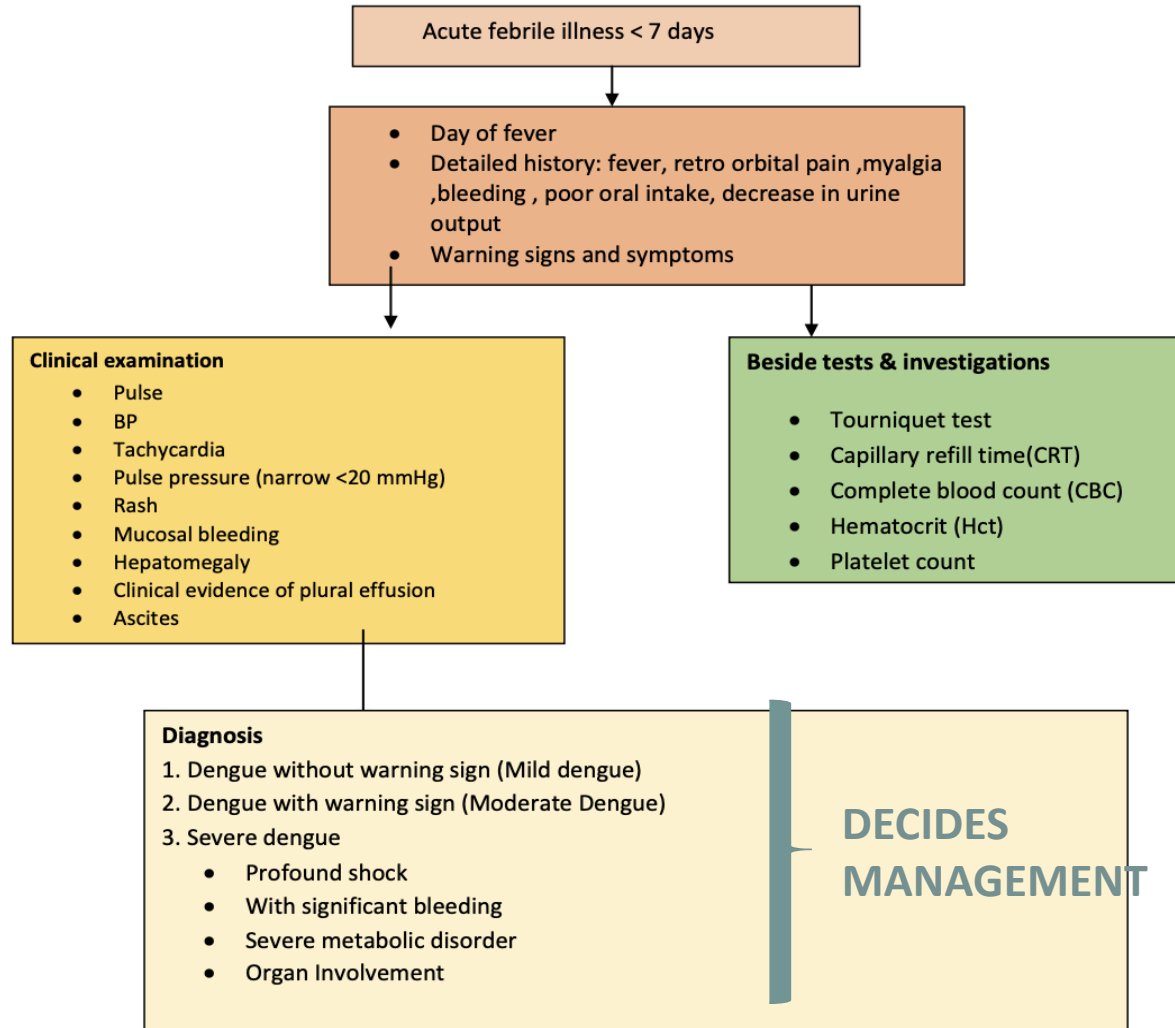 Acute febrile illness < 7 days
• Day of fever
• Detailed history: fever, retro orbital pain ,myalgia
,bleeding , poor oral intake, decrease in urine
output
• Warning signs and symptoms
Clinical examination
• Pulse
• BP
• Tachycardia
• Pulse pressure (narrow <20 mmHg)
• Rash
• Mucosal bleeding
• Hepatomegaly
• Clinical evidence of plural effusion
• Ascites
Beside tests & investigations
• Tourniquet test
• Capillary refill time(CRT)
• Complete blood count (CBC)
• Hematocrit (Hct)
• Platelet count
Diagnosis
1. Dengue without warning sign (Mild dengue)
2. Dengue with warning sign (Moderate Dengue)
3. Severe dengue
• Profound shock
• With significant bleeding
• Severe metabolic disorder
• Organ Involvement
DECIDES
MANAGEMENT